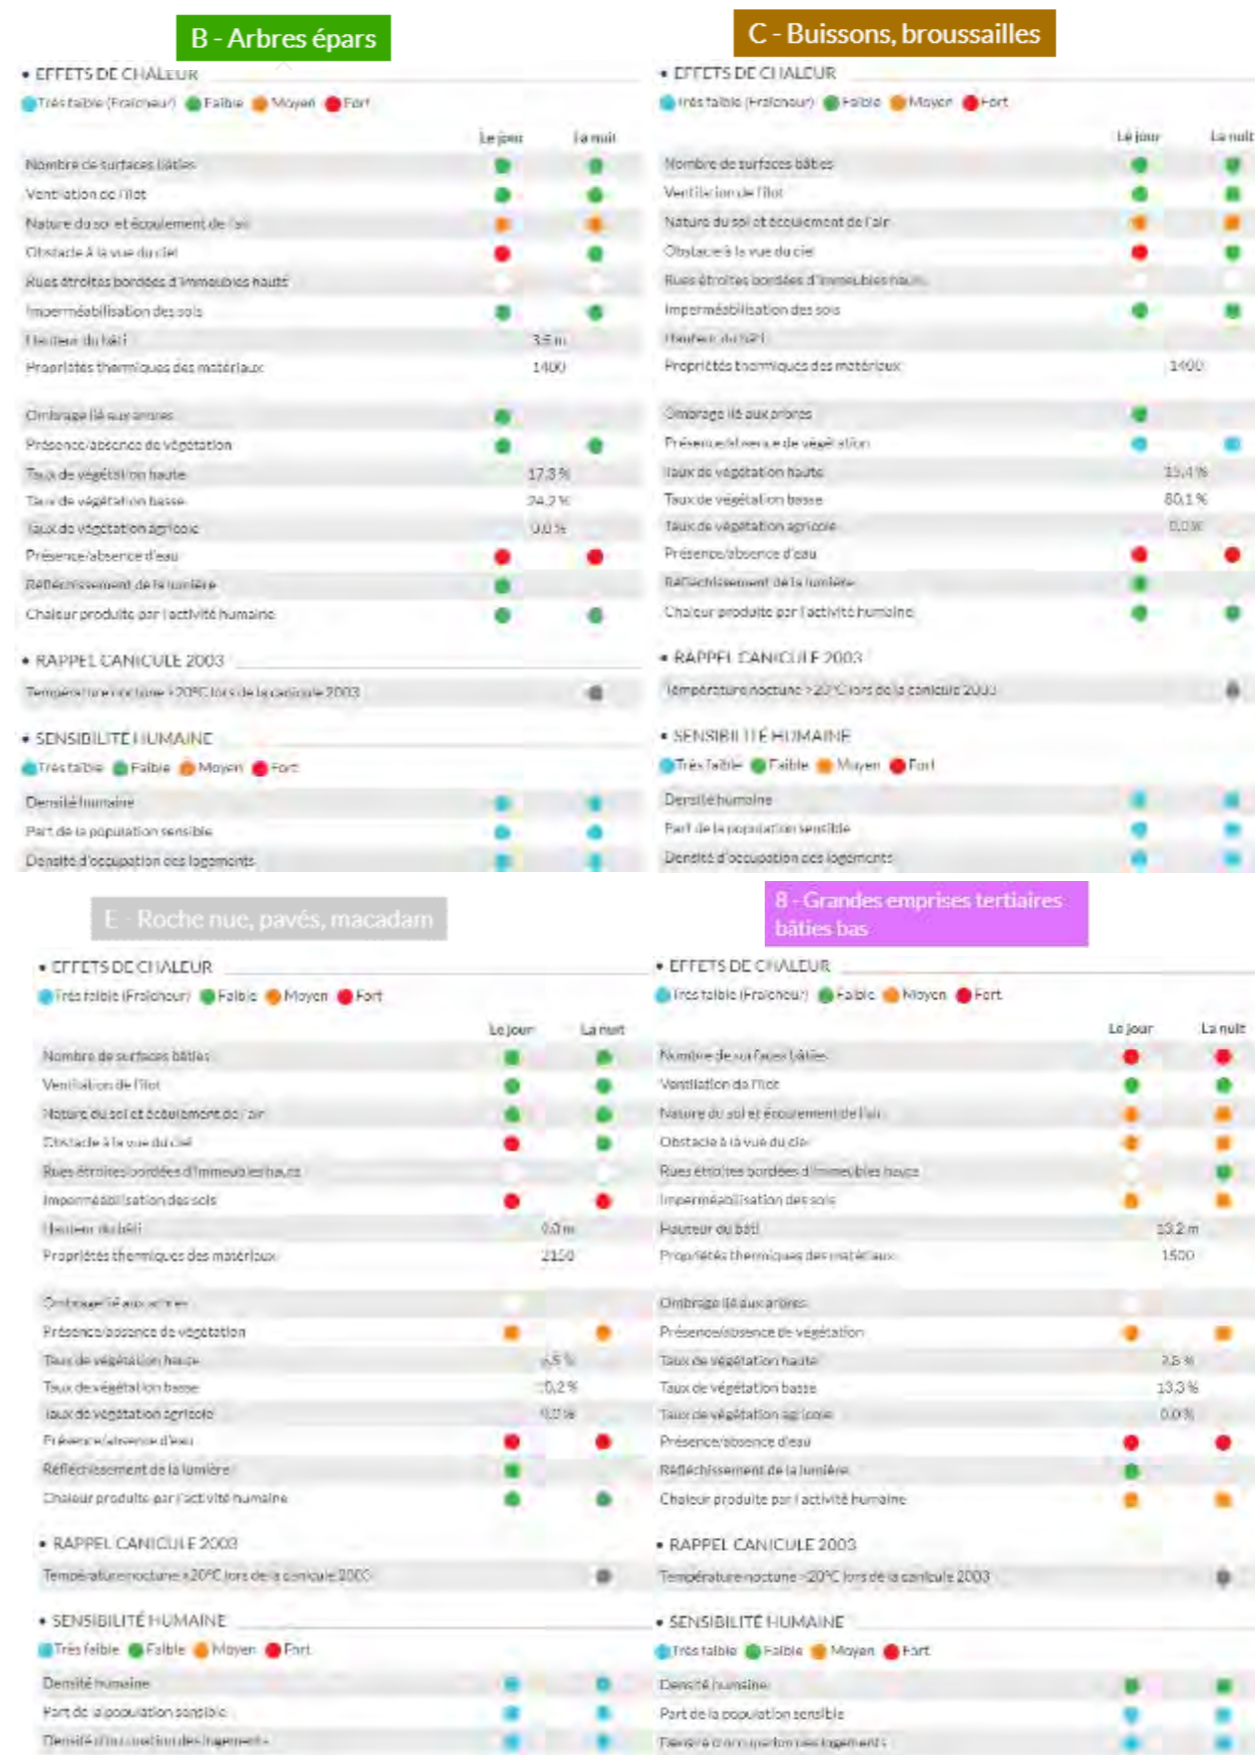 B - Arbres épars
• EFFETS DE CHALEUR
Très faible (Fraîcheur) Faible Moyen Fort
Le jour La nuit
Nombre de surfaces bâties
Ventilation de l'îlot
Nature du sol et écoulement de l'air
Obstacle à la vue du ciel
Rues étroites bordées d'immeubles hauts
Imperméabilisation des sols
Hauteur du bâti 3.5 m
Propriétés thermiques des matériaux 1400
Ombrage lié aux arbres
Présence/absence de végétation
Taux de végétation haute 17.3 %
Taux de végétation basse 24.2 %
Taux de végétation agricole 0.0 %
Présence/absence d'eau
Réfléchissement de la lumière
Chaleur produite par l'activité humaine
• RAPPEL CANICULE 2003
Température noctune >20°C lors de la canicule 2003
• SENSIBILITÉ HUMAINE
Très faible Faible Moyen Fort
Densité humaine
Part de la population sensible
Densité d'occupation des logements
C - Buissons, broussailles
• EFFETS DE CHALEUR
Très faible (Fraîcheur) Faible Moyen Fort
Le jour La nuit
Nombre de surfaces bâties
Ventilation de l'îlot
Nature du sol et écoulement de l'air
Obstacle à la vue du ciel
Rues étroites bordées d'immeubles hauts
Imperméabilisation des sols
Hauteur du bâti
Propriétés thermiques des matériaux 1400
Ombrage lié aux arbres
Présence/absence de végétation
Taux de végétation haute 15.4 %
Taux de végétation basse 80.1 %
Taux de végétation agricole 0.0 %
Présence/absence d'eau
Réfléchissement de la lumière
Chaleur produite par l'activité humaine
• RAPPEL CANICULE 2003
Température noctune >20°C lors de la canicule 2003
• SENSIBILITÉ HUMAINE
Très faible Faible Moyen Fort
Densité humaine
Part de la population sensible
Densité d'occupation des logements
E - Roche nue, pavés, macadam
• EFFETS DE CHALEUR
Très faible (Fraîcheur) Faible Moyen Fort
Le jour La nuit
Nombre de surfaces bâties
Ventilation de l'îlot
Nature du sol et écoulement de l'air
Obstacle à la vue du ciel
Rues étroites bordées d'immeubles hauts
Imperméabilisation des sols
Hauteur du bâti m
Propriétés thermiques des matériaux 2150
Ombrage lié aux arbres
Présence/absence de végétation
Taux de végétation haute %
Taux de végétation basse %
Taux de végétation agricole 0.0 %
Présence/absence d'eau
Réfléchissement de la lumière
Chaleur produite par l'activité humaine
• RAPPEL CANICULE 2003
Température noctune >20°C lors de la canicule 2003
• SENSIBILITÉ HUMAINE
Très faible Faible Moyen Fort
Densité humaine
Part de la population sensible
Densité d'occupation des logements
8 - Grandes emprises tertiaires
bâties bas
• EFFETS DE CHALEUR
Très faible (Fraîcheur) Faible Moyen Fort
Le jour La nuit
Nombre de surfaces bâties
Ventilation de l'îlot
Nature du sol et écoulement de l'air
Obstacle à la vue du ciel
Rues étroites bordées d'immeubles hauts
Imperméabilisation des sols
Hauteur du bâti 13.2 m
Propriétés thermiques des matériaux 1500
Ombrage lié aux arbres
Présence/absence de végétation
Taux de végétation haute %
Taux de végétation basse 13.3 %
Taux de végétation agricole 0.0 %
Présence/absence d'eau
Réfléchissement de la lumière
Chaleur produite par l'activité humaine
• RAPPEL CANICULE 2003
Température noctune >20°C lors de la canicule 2003
• SENSIBILITÉ HUMAINE
Très faible Faible Moyen Fort
Densité humaine
Part de la population sensible
Densité d'occupation des logements